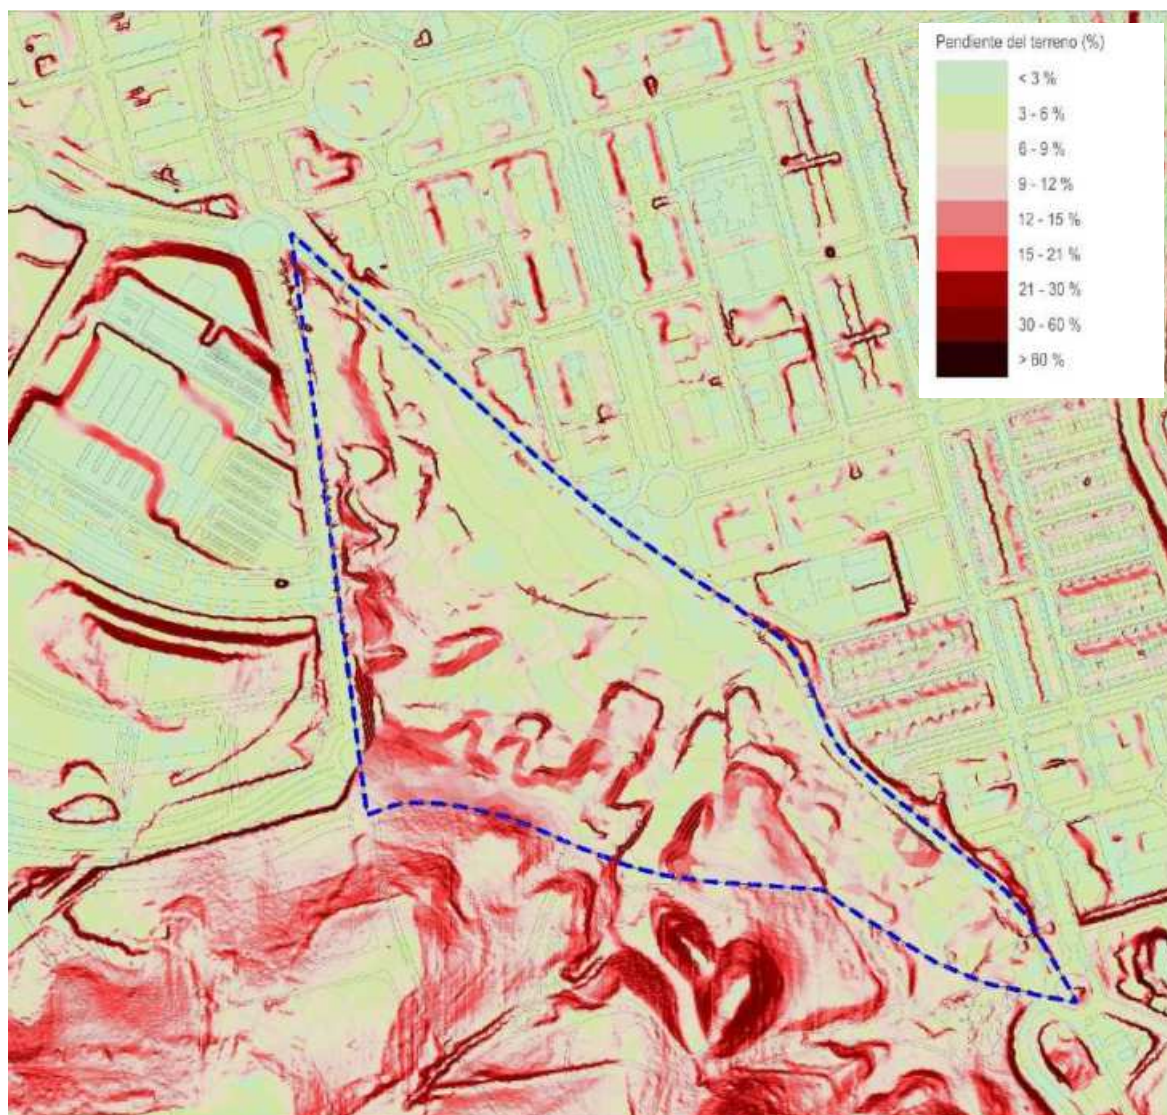 Pendiente del terreno (%)
< 3 %
3 - 6 %
6 - 9 %
9 - 12 %
12 - 15 %
15 - 21 %
21 - 30 %
30 - 60 %
> 60 %